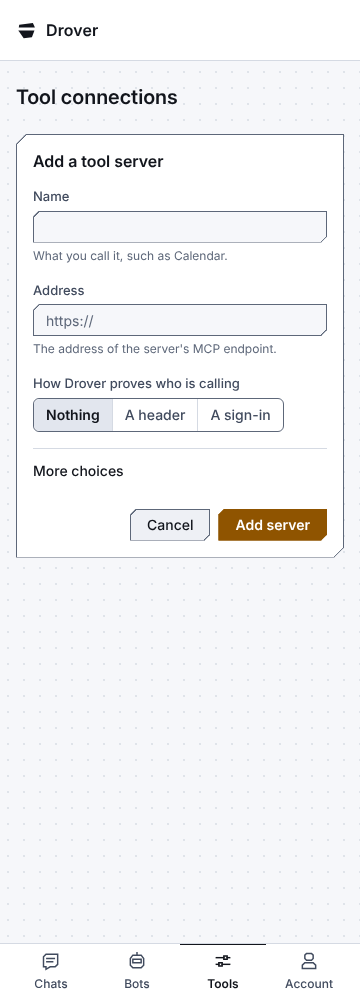 Drover
Tool connections
Add a tool server
Name
What you call it, such as Calendar.
Address
https://
The address of the server's MCP endpoint.
How Drover proves who is calling
Nothing
A header
A sign-in
More choices
Cancel
Add server
Chats
Bots
Tools
Account